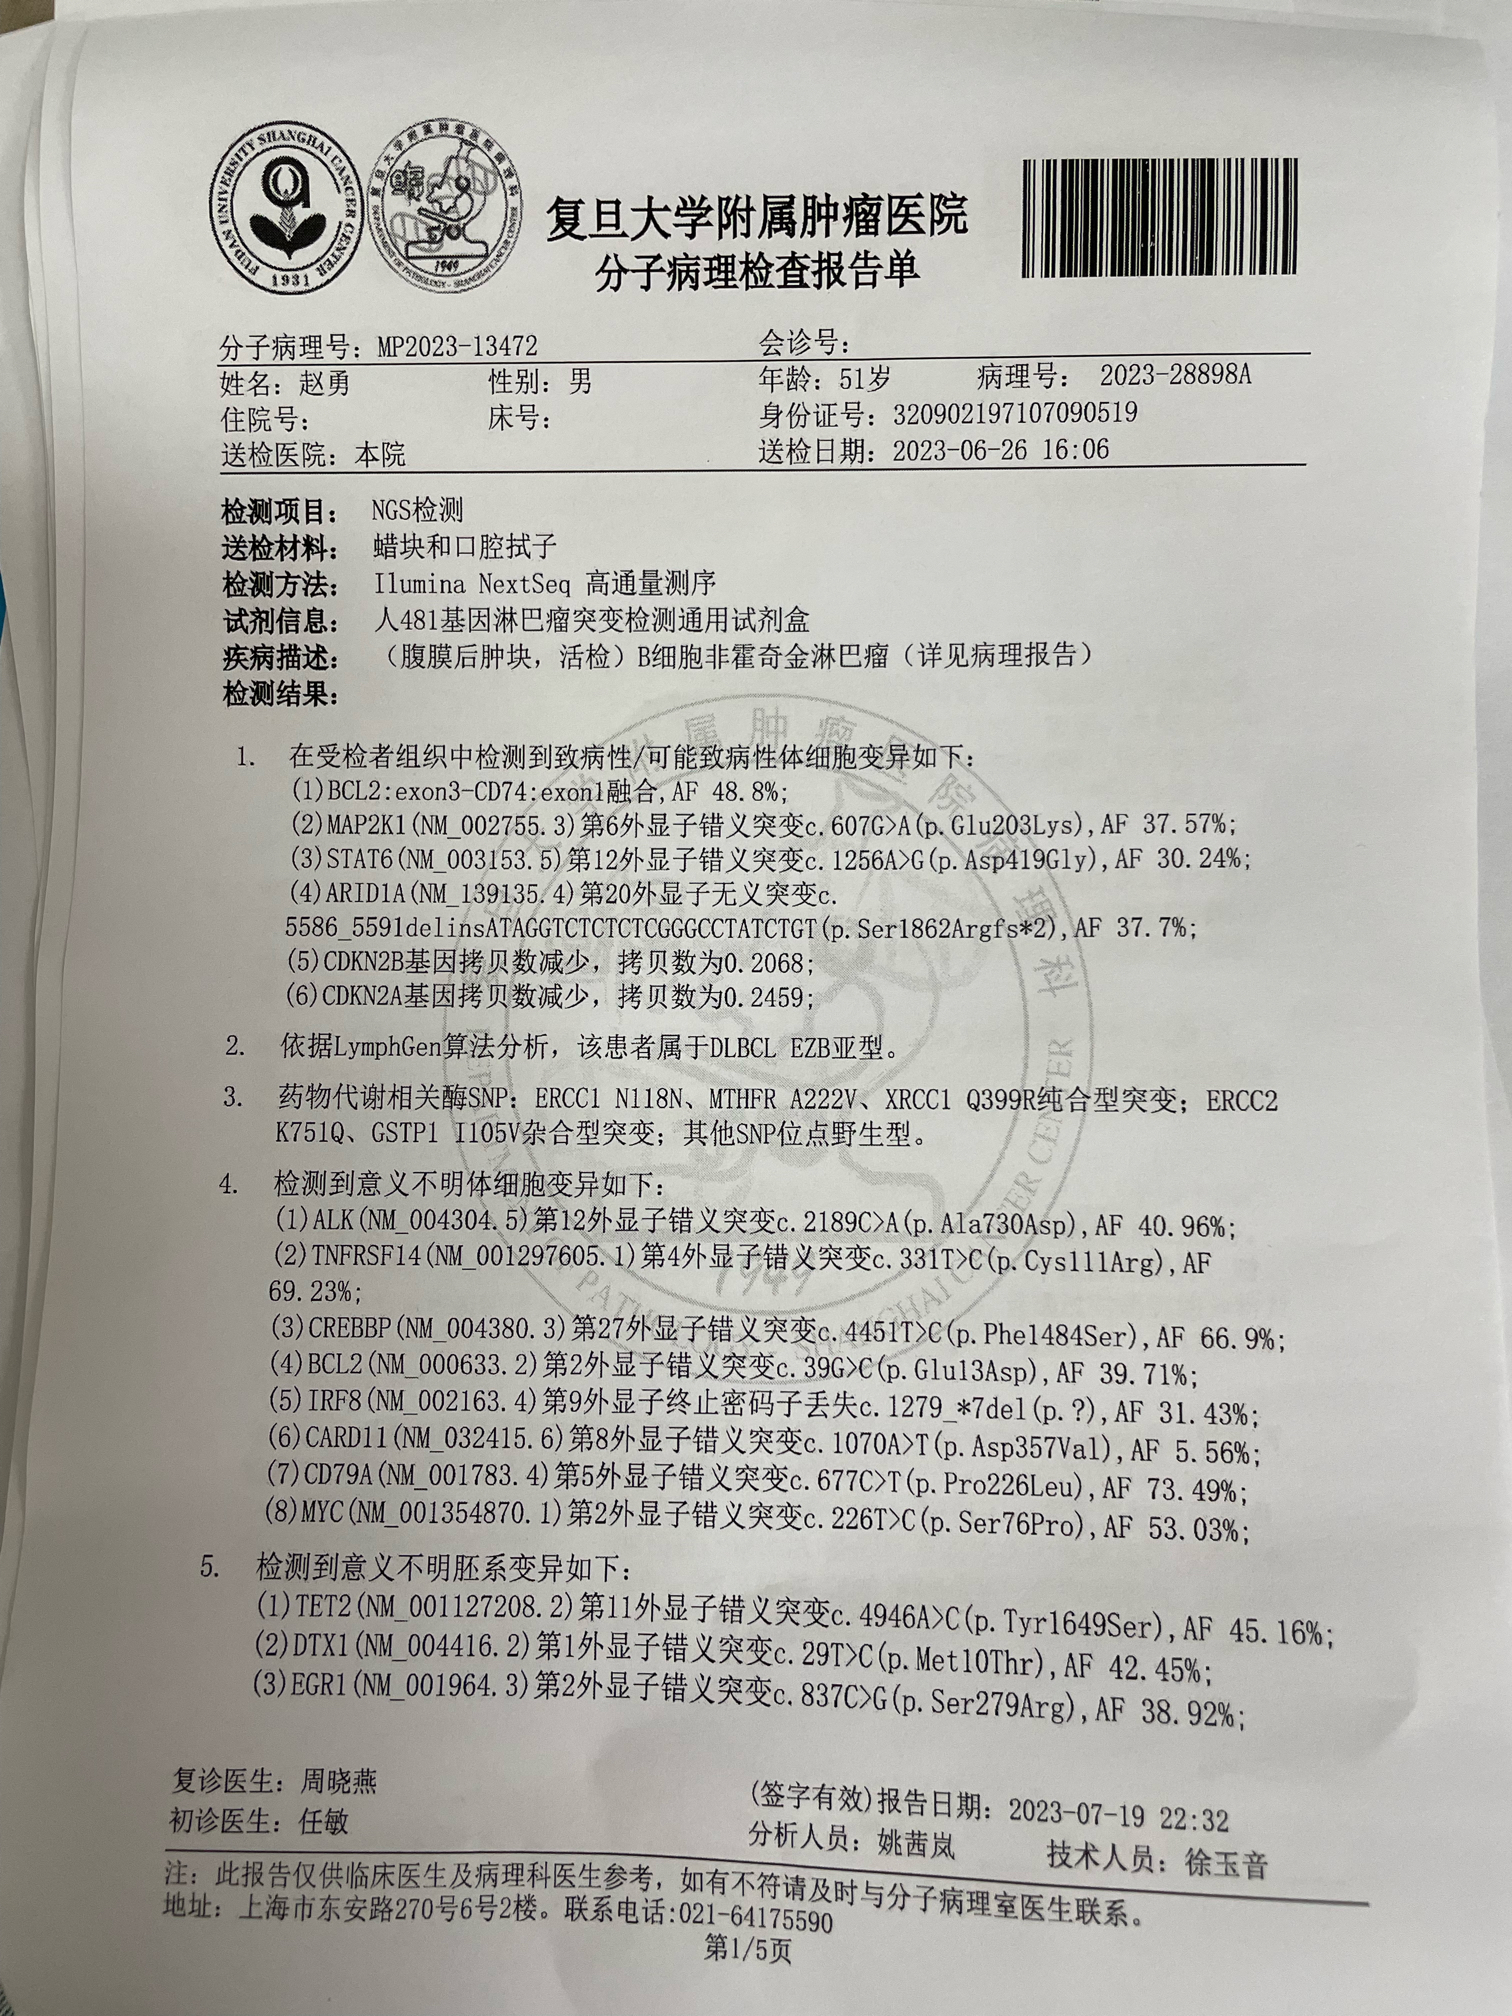 FUDAN UNIVERSITY SHANGHAI CANCER CENTER
1931
复旦大学附属肿瘤医院病理科
DEPARTMENT OF PATHOLOGY - SHANGHAI CANCER CENTER
1949
复旦大学附属肿瘤医院
分子病理检查报告单
分子病理号: MP2023-13472 会诊号:
姓名: 赵勇 性别: 男 年龄: 51岁 病理号: 2023-28898A
住院号: 床号: 身份证号: 320902197107090519
送检医院: 本院 送检日期: 2023-06-26 16:06
检测项目: NGS检测
送检材料: 蜡块和口腔拭子
检测方法: Ilumina NextSeq 高通量测序
试剂信息: 人481基因淋巴瘤突变检测通用试剂盒
疾病描述: （腹膜后肿块，活检）B细胞非霍奇金淋巴瘤（详见病理报告）
检测结果:
1. 在受检者组织中检测到致病性/可能致病性体细胞变异如下:
(1)BCL2:exon3-CD74:exon1融合,AF 48.8%;
(2)MAP2K1(NM_002755.3)第6外显子错义突变c.607G>A(p.Glu203Lys),AF 37.57%;
(3)STAT6(NM_003153.5)第12外显子错义突变c.1256A>G(p.Asp419Gly),AF 30.24%;
(4)ARID1A(NM_139135.4)第20外显子无义突变c.
5586_5591delinsATAGGTCTCTCTCGGGCCTATCTGT(p.Ser1862Argfs*2),AF 37.7%;
(5)CDKN2B基因拷贝数减少，拷贝数为0.2068;
(6)CDKN2A基因拷贝数减少，拷贝数为0.2459;
2. 依据LymphGen算法分析，该患者属于DLBCL EZB亚型。
3. 药物代谢相关酶SNP: ERCC1 N118N、MTHFR A222V、XRCC1 Q399R纯合型突变; ERCC2
K751Q、GSTP1 I105V杂合型突变; 其他SNP位点野生型。
4. 检测到意义不明体细胞变异如下:
(1)ALK(NM_004304.5)第12外显子错义突变c.2189C>A(p.Ala730Asp),AF 40.96%;
(2)TNFRSF14(NM_001297605.1)第4外显子错义突变c.331T>C(p.Cys111Arg),AF
69.23%;
(3)CREBBP(NM_004380.3)第27外显子错义突变c.4451T>C(p.Phe1484Ser),AF 66.9%;
(4)BCL2(NM_000633.2)第2外显子错义突变c.39G>C(p.Glu13Asp),AF 39.71%;
(5)IRF8(NM_002163.4)第9外显子终止密码子丢失c.1279_*7del(p.?),AF 31.43%;
(6)CARD11(NM_032415.6)第8外显子错义突变c.1070A>T(p.Asp357Val),AF 5.56%;
(7)CD79A(NM_001783.4)第5外显子错义突变c.677C>T(p.Pro226Leu),AF 73.49%;
(8)MYC(NM_001354870.1)第2外显子错义突变c.226T>C(p.Ser76Pro),AF 53.03%;
5. 检测到意义不明胚系变异如下:
(1)TET2(NM_001127208.2)第11外显子错义突变c.4946A>C(p.Tyr1649Ser),AF 45.16%;
(2)DTX1(NM_004416.2)第1外显子错义突变c.29T>C(p.Met10Thr),AF 42.45%;
(3)EGR1(NM_001964.3)第2外显子错义突变c.837C>G(p.Ser279Arg),AF 38.92%;
复诊医生: 周晓燕 (签字有效)报告日期: 2023-07-19 22:32
初诊医生: 任敏 分析人员: 姚茜岚 技术人员: 徐玉音
注: 此报告仅供临床医生及病理科医生参考，如有不符请及时与分子病理室医生联系。
地址: 上海市东安路270号6号2楼。联系电话:021-64175590
第1/5页